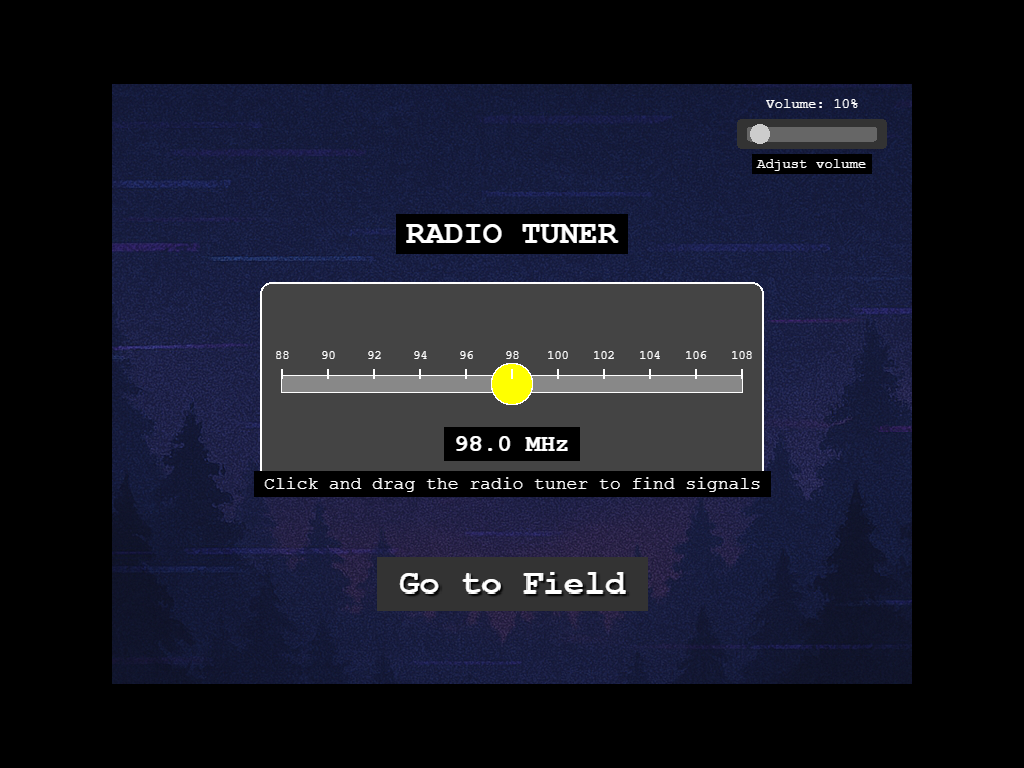 Volume: 10%
Adjust volume
RADIO TUNER
88 90 92 94 96 98 100 102 104 106 108
98.0 MHz
Click and drag the radio tuner to find signals
Go to Field